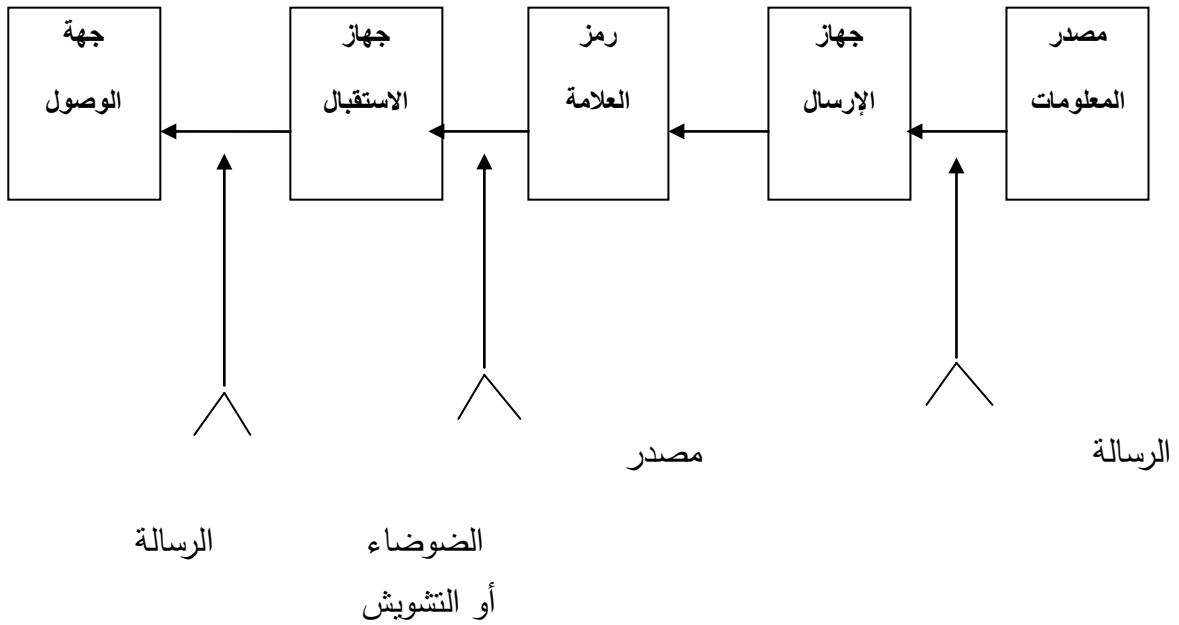 مصدر
المعلومات
جهاز
الإرسال
رمز
العلامة
جهاز
الاستقبال
جهة
الوصول
الرسالة
مصدر
الضوضاء
أو التشويش
الرسالة